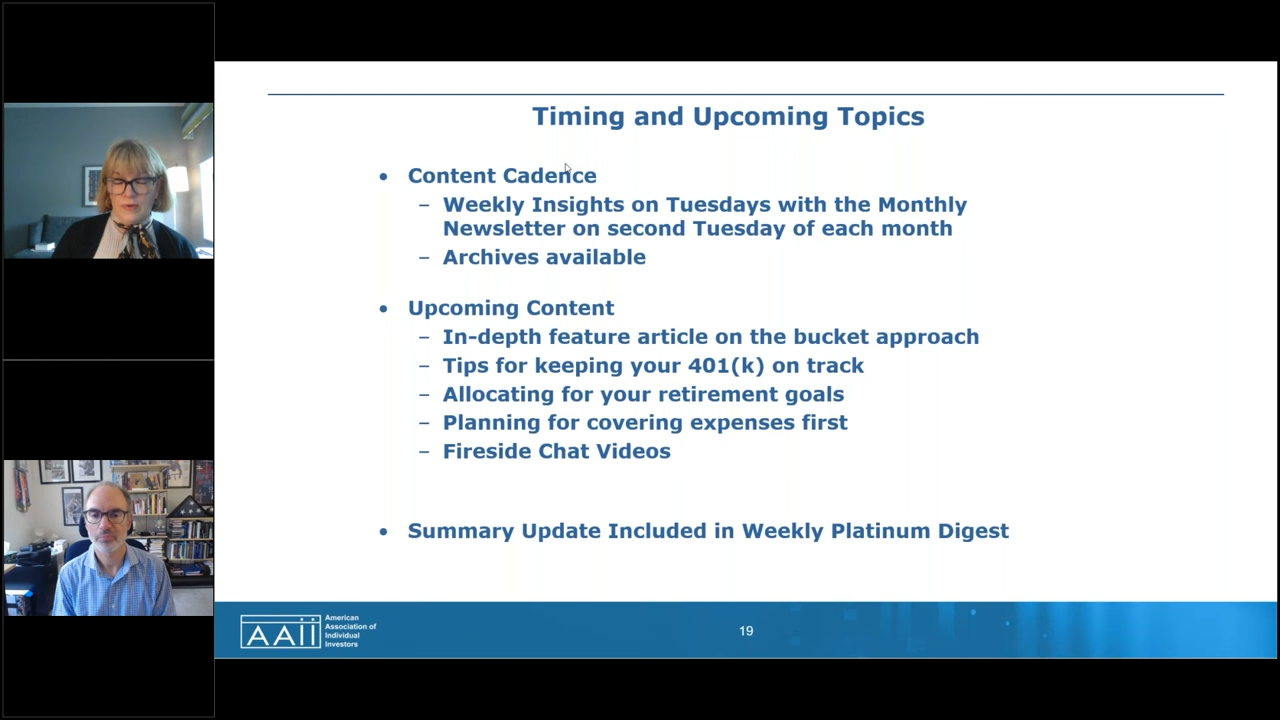 Timing and Upcoming Topics
• Content Cadence
– Weekly Insights on Tuesdays with the Monthly
Newsletter on second Tuesday of each month
– Archives available
• Upcoming Content
– In-depth feature article on the bucket approach
– Tips for keeping your 401(k) on track
– Allocating for your retirement goals
– Planning for covering expenses first
– Fireside Chat Videos
• Summary Update Included in Weekly Platinum Digest
AAii
American
Association of
Individual
Investors
19